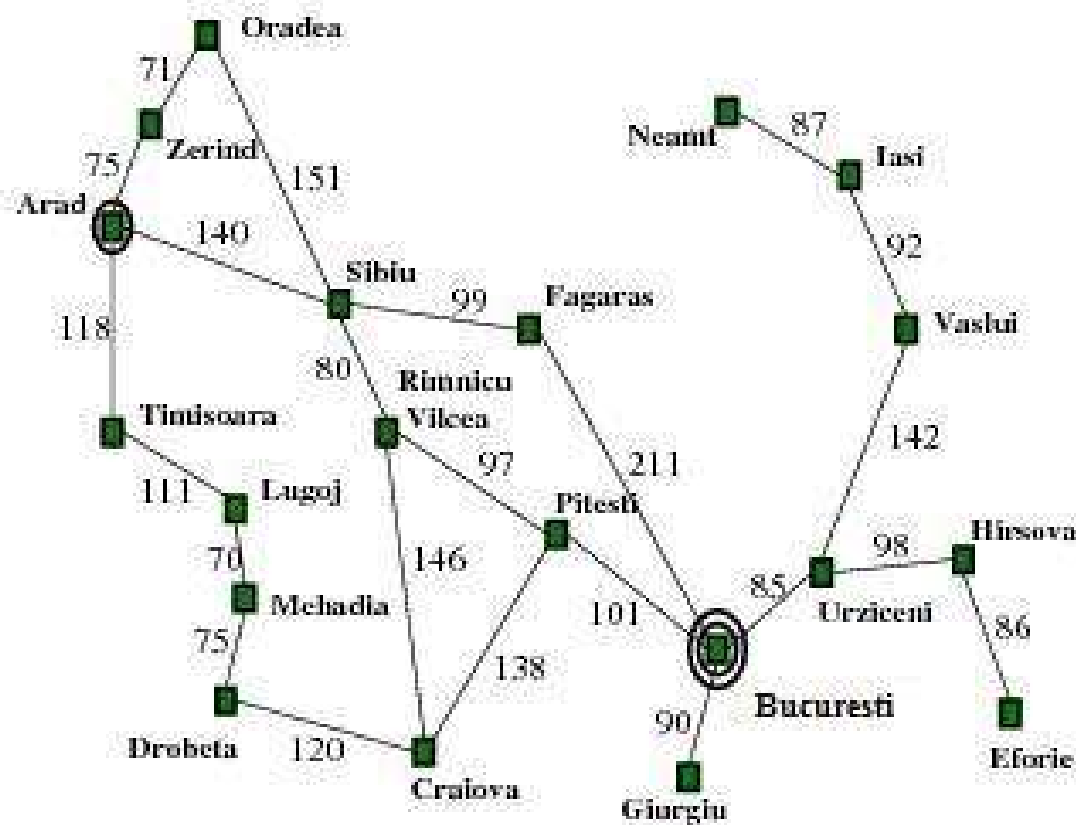 Oradea
71
Neamt
87
Zerind
Iasi
75
151
Arad
140
92
Sibiu
99
Fagaras
Vaslui
118
80
Rimnicu
Vilcea
Timisoara
142
97
211
111
Lugoj
Pitesti
Hirsova
70
146
98
Mehadia
85
Urziceni
101
86
75
138
Bucuresti
90
Drobeta
120
Eforie
Craiova
Giurgiu